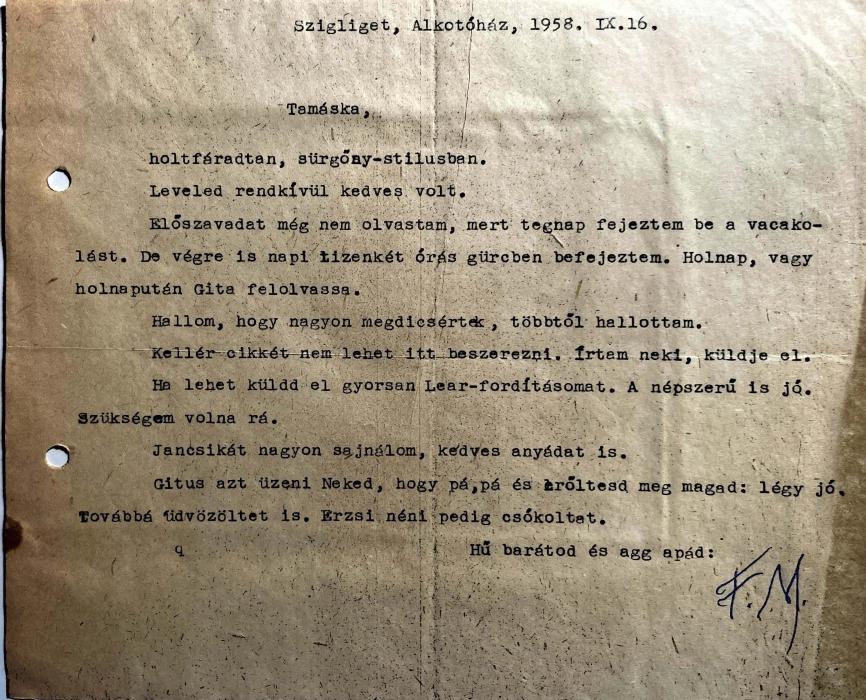 Szigliget, Alkotóház, 1958. IX.16.
Tamáska,
holtfáradtan, sürgőny-stilusban.
Leveled rendkívül kedves volt.
Előszavadat még nem olvastam, mert tegnap fejeztem be a vacako-
lást. De végre is napi tizenkét órás gürcben befejeztem. Holnap, vagy
holnapután Gita felolvassa.
Hallom, hogy nagyon megdicsértek, többtől hallottam.
Kellér cikkét nem lehet itt beszerezni. Írtam neki, küldje el.
Ha lehet küldd el gyorsan Lear-fordításomat. A népszerű is jó.
Szükségem volna rá.
Jancsikát nagyon sajnálom, kedves anyádat is.
Gitus azt üzeni Neked, hogy pá,pá és erőltesd meg magad: légy jó.
Továbbá üdvözöltet is. Erzsi néni pedig csókoltat.
q Hű barátod és agg apád:
F.M.